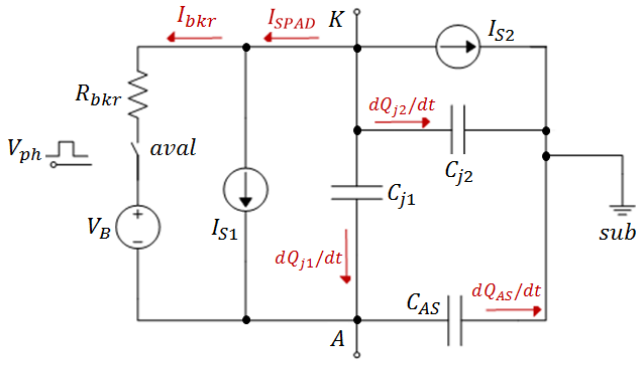 I_bkr
I_SPAD
K
I_S2
R_bkr
dQ_j2/dt
V_ph
aval
C_j2
C_j1
V_B
+
−
I_S1
sub
dQ_j1/dt
C_AS
dQ_AS/dt
A